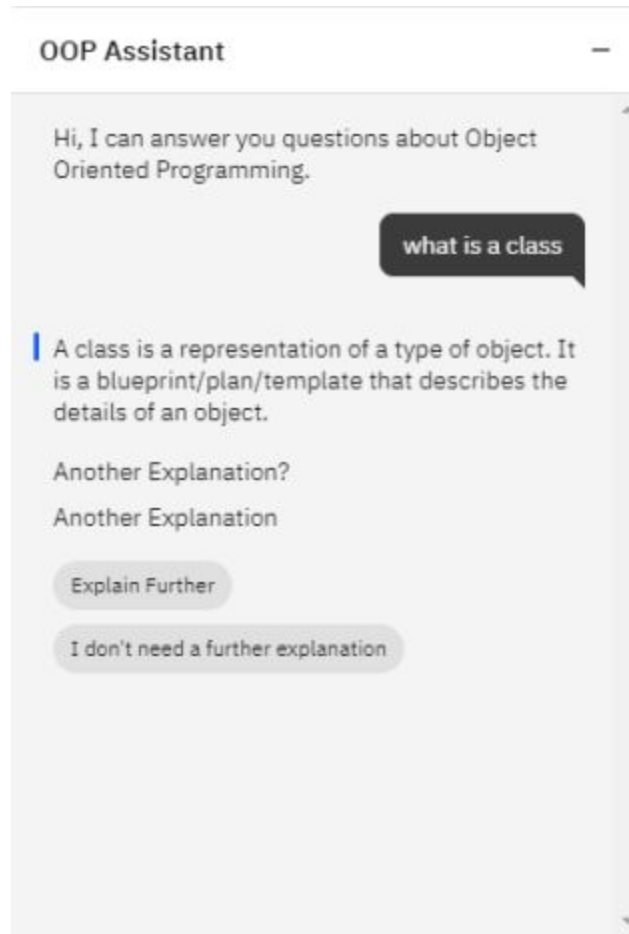 OOP Assistant
Hi, I can answer you questions about Object
Oriented Programming.
what is a class
A class is a representation of a type of object. It
is a blueprint/plan/template that describes the
details of an object.
Another Explanation?
Another Explanation
Explain Further
I don't need a further explanation